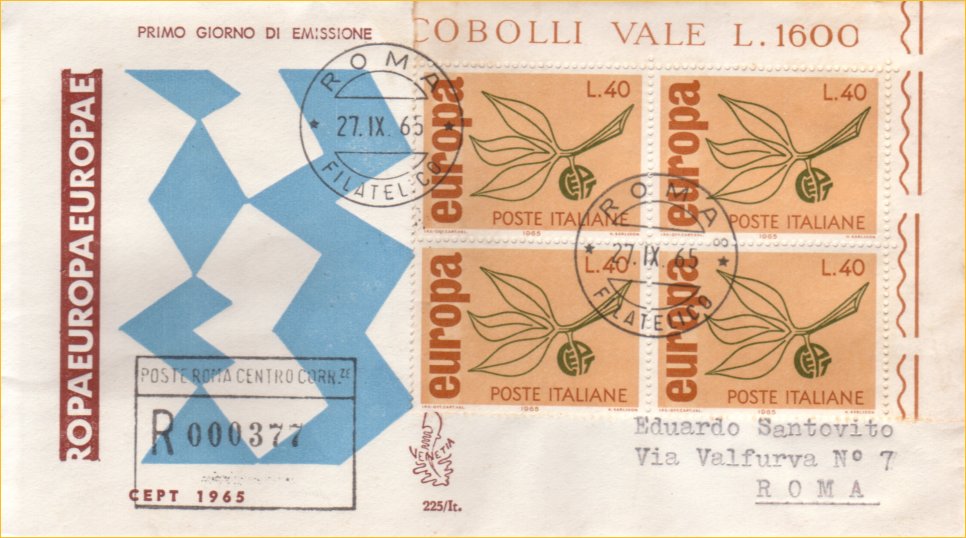 PRIMO GIORNO DI EMISSIONE
COBOLLI VALE L. 1600
ROPAEUROPAEUROPAE
ROMA
27.IX.65
FILATELICO
europa
L.40
POSTE ITALIANE
1965
europa
L.40
POSTE ITALIANE
1965
ROMA
27.IX.65
FILATELICO
europa
L.40
POSTE ITALIANE
1965
europa
L.40
POSTE ITALIANE
1965
POSTE ROMA CENTRO CORR.ZE
R 000377
CEPT 1965
VENETIA
225/It.
Eduardo Santovito
Via Valfurva N° 7
ROMA